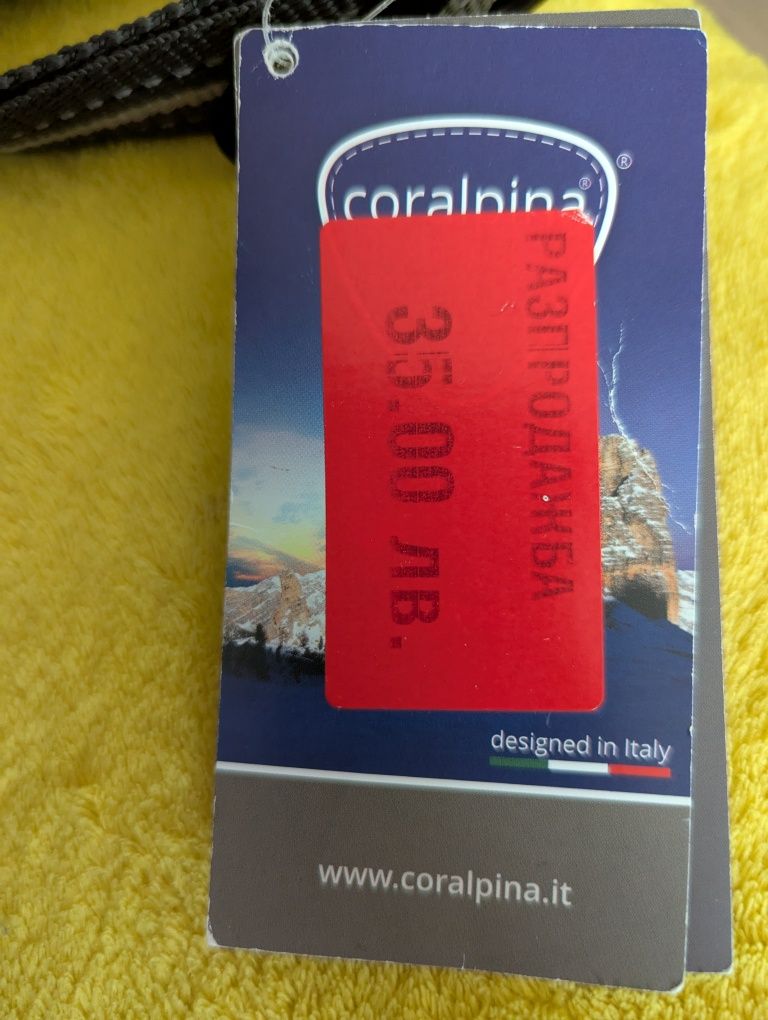 coralpina®
®
РАЗПРОДАЖБА
35.00 лв.
designed in Italy
www.coralpina.it